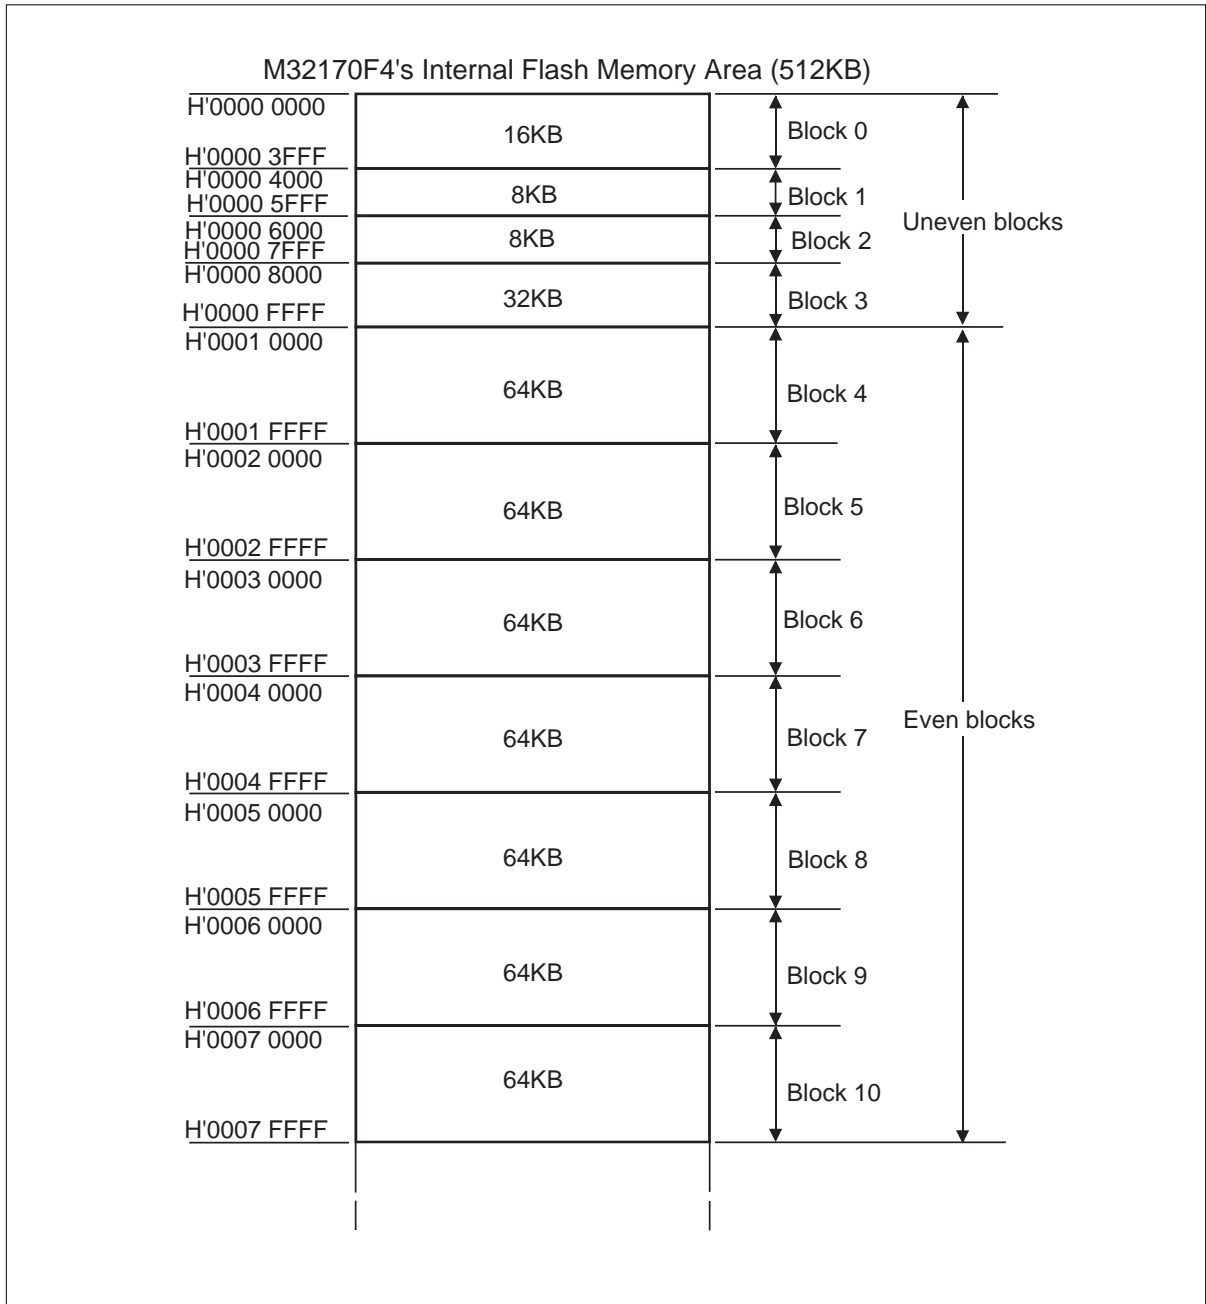 M32170F4's Internal Flash Memory Area (512KB)
H'0000 0000
16KB
Block 0
H'0000 3FFF
H'0000 4000
8KB
Block 1
H'0000 5FFF
Uneven blocks
H'0000 6000
8KB
Block 2
H'0000 7FFF
H'0000 8000
32KB
Block 3
H'0000 FFFF
H'0001 0000
64KB
Block 4
H'0001 FFFF
H'0002 0000
64KB
Block 5
H'0002 FFFF
H'0003 0000
64KB
Block 6
H'0003 FFFF
H'0004 0000
Even blocks
64KB
Block 7
H'0004 FFFF
H'0005 0000
64KB
Block 8
H'0005 FFFF
H'0006 0000
64KB
Block 9
H'0006 FFFF
H'0007 0000
64KB
Block 10
H'0007 FFFF